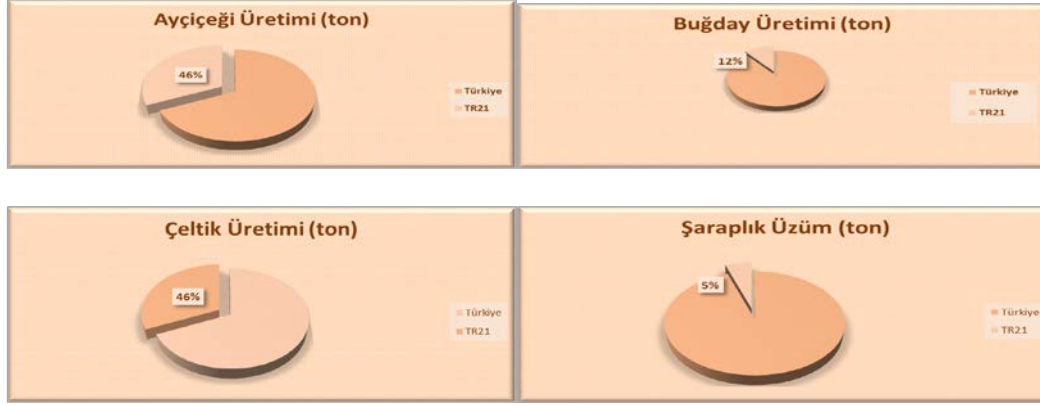 Ayçiçeği Üretimi (ton)
46%
Türkiye
TR21
Buğday Üretimi (ton)
12%
Türkiye
TR21
Çeltik Üretimi (ton)
46%
Türkiye
TR21
Şaraplık Üzüm (ton)
5%
Türkiye
TR21